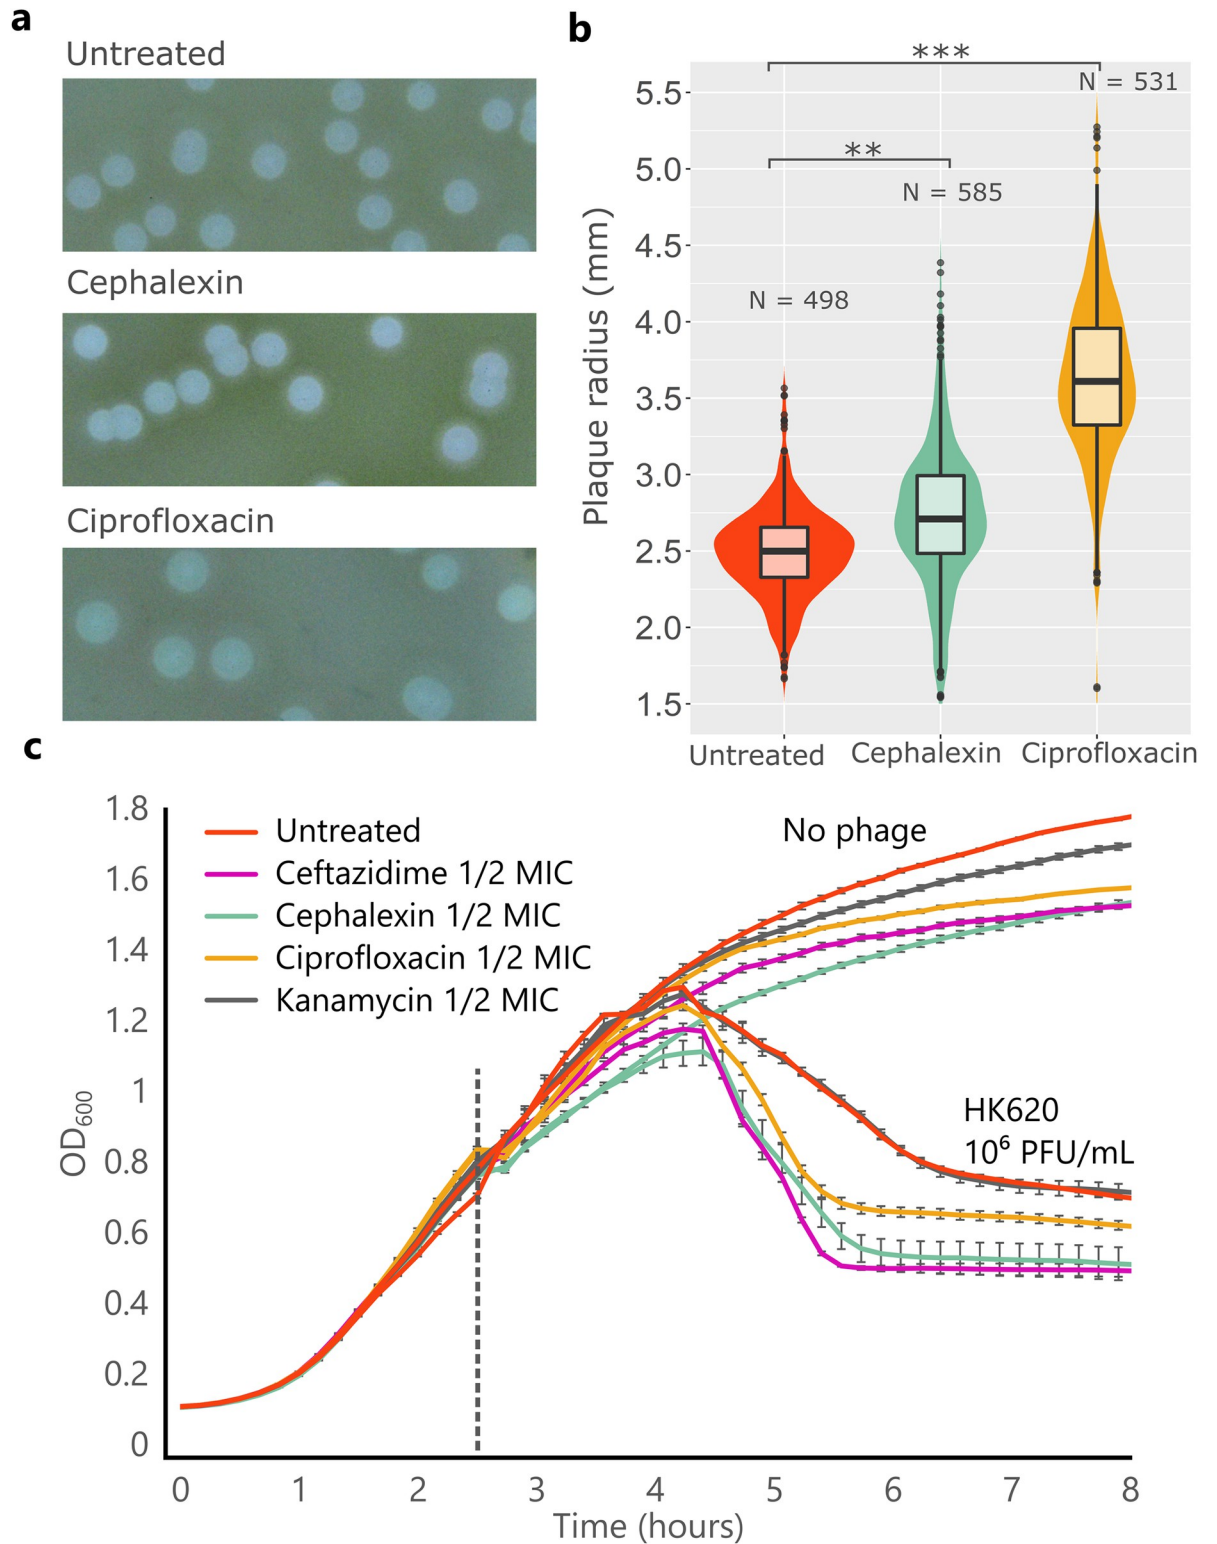 a
Untreated
Cephalexin
Ciprofloxacin
b
***
N = 531
**
N = 585
N = 498
Plaque radius (mm)
5.5
5.0
4.5
4.0
3.5
3.0
2.5
2.0
1.5
Untreated
Cephalexin
Ciprofloxacin
c
1.8
1.6
1.4
1.2
1
0.8
0.6
0.4
0.2
0
OD600
Untreated
Ceftazidime 1/2 MIC
Cephalexin 1/2 MIC
Ciprofloxacin 1/2 MIC
Kanamycin 1/2 MIC
No phage
HK620
10⁶ PFU/mL
0 1 2 3 4 5 6 7 8
Time (hours)